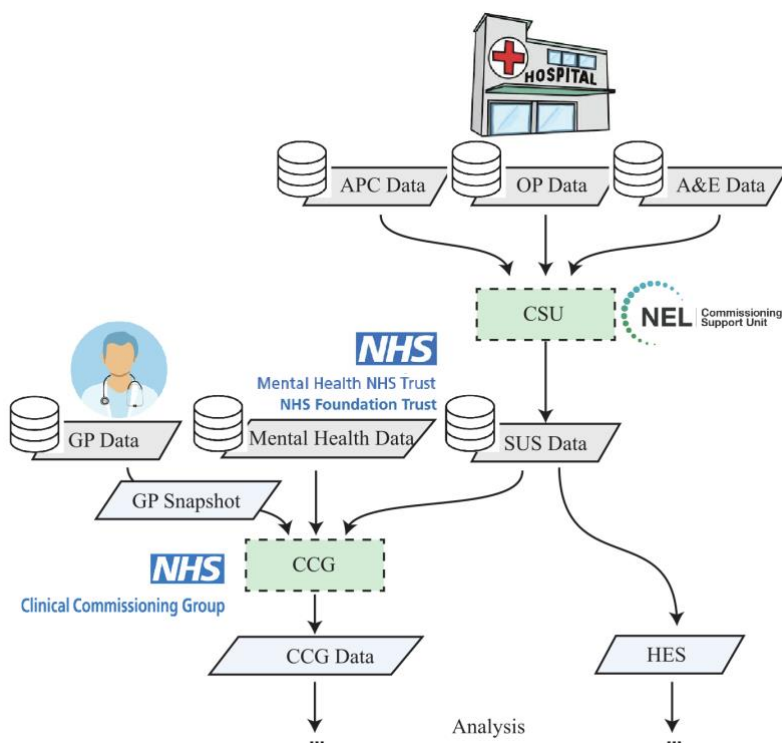 HOSPITAL
APC Data
OP Data
A&E Data
CSU
NEL
Commissioning
Support Unit
NHS
Mental Health NHS Trust
NHS Foundation Trust
GP Data
Mental Health Data
SUS Data
GP Snapshot
CCG
NHS
Clinical Commissioning Group
CCG Data
HES
Analysis
...
...